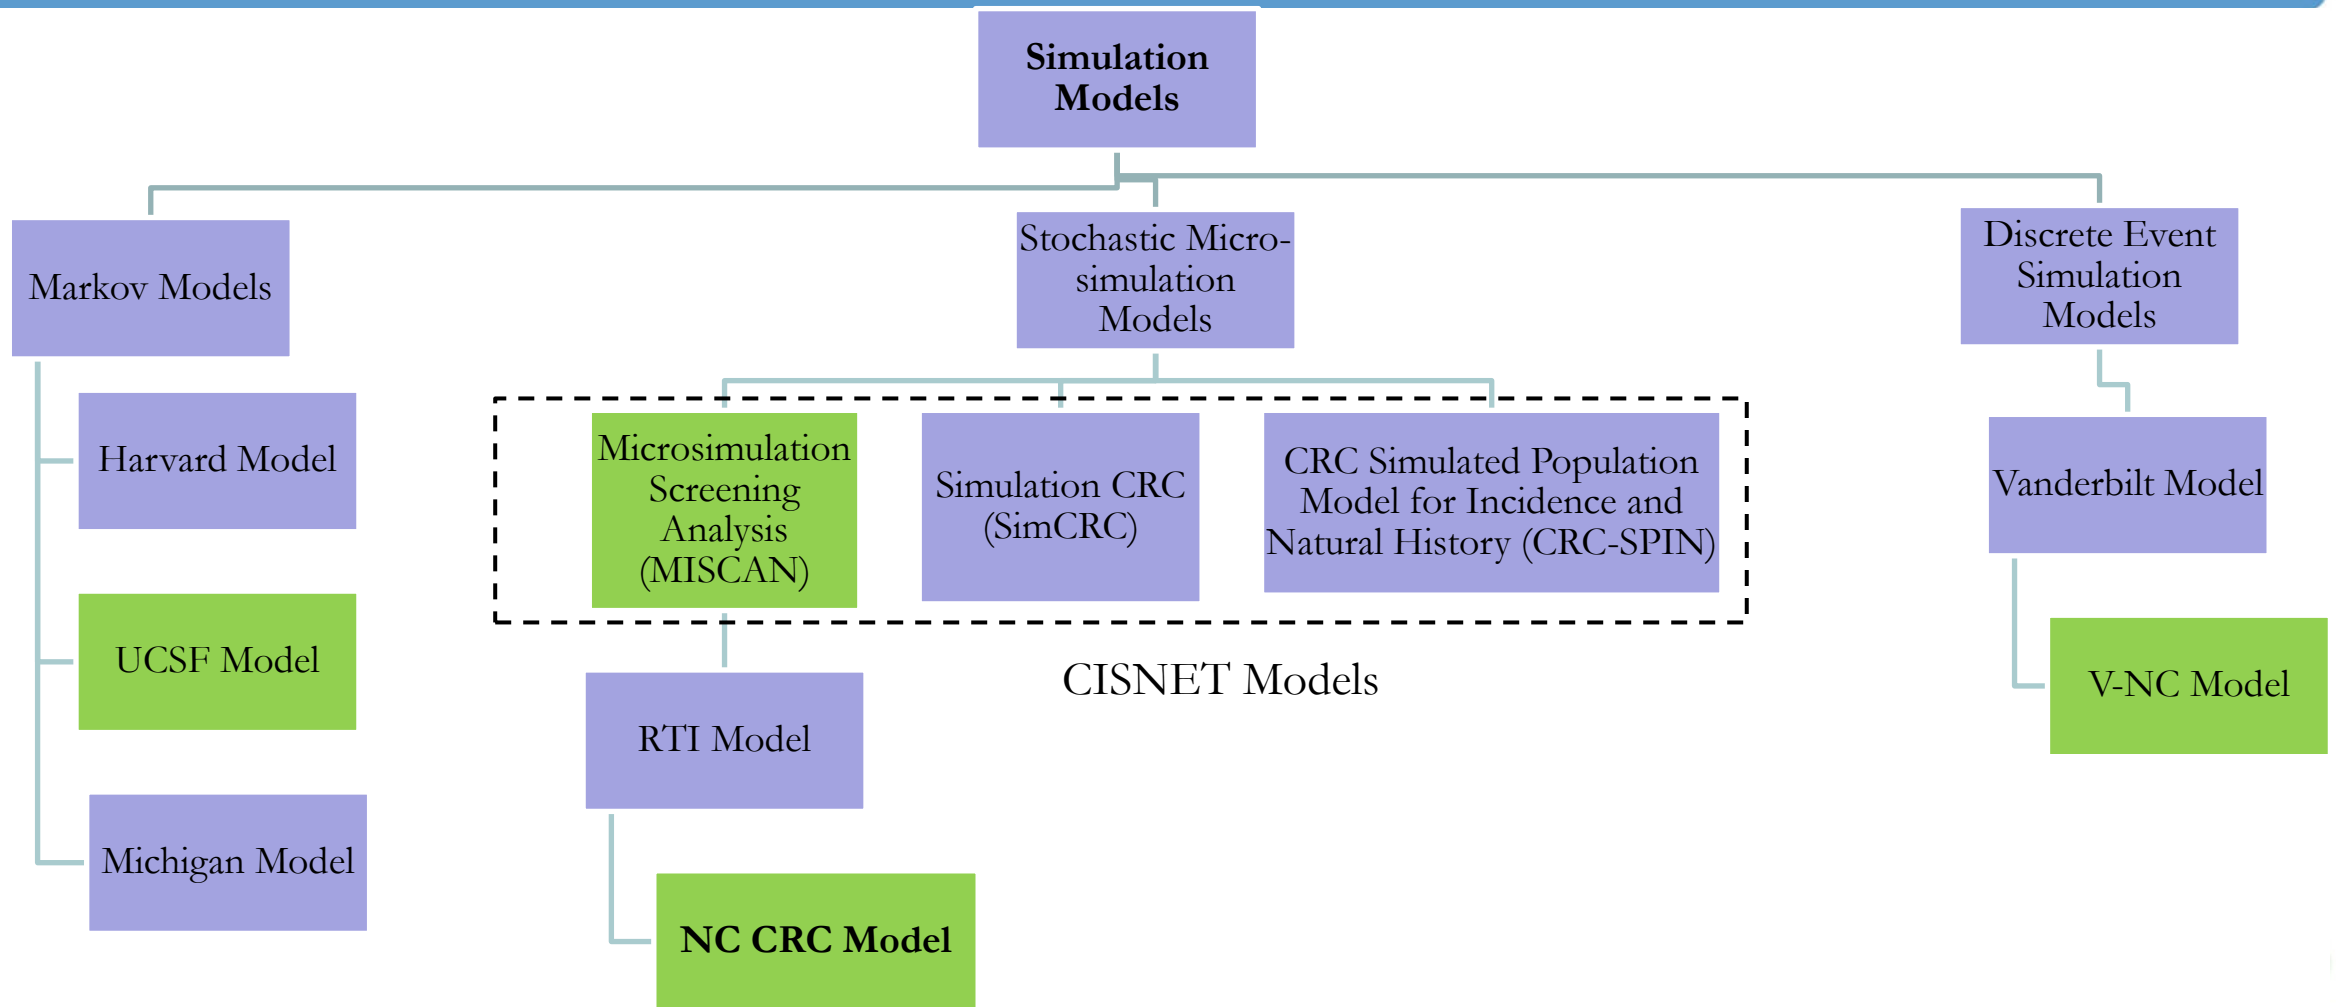 Simulation
Models
Markov Models
Stochastic Micro-
simulation
Models
Discrete Event
Simulation
Models
Harvard Model
Microsimulation
Screening
Analysis
(MISCAN)
Simulation CRC
(SimCRC)
CRC Simulated Population
Model for Incidence and
Natural History (CRC-SPIN)
Vanderbilt Model
UCSF Model
CISNET Models
V-NC Model
RTI Model
Michigan Model
NC CRC Model